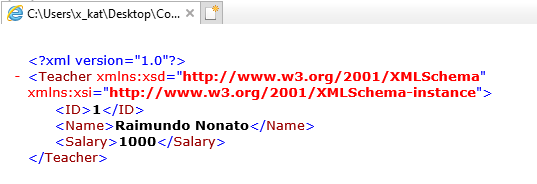 C:\Users\x_kat\Desktop\Co...
<?xml version="1.0"?>
- <Teacher xmlns:xsd="http://www.w3.org/2001/XMLSchema"
xmlns:xsi="http://www.w3.org/2001/XMLSchema-instance">
<ID>1</ID>
<Name>Raimundo Nonato</Name>
<Salary>1000</Salary>
</Teacher>